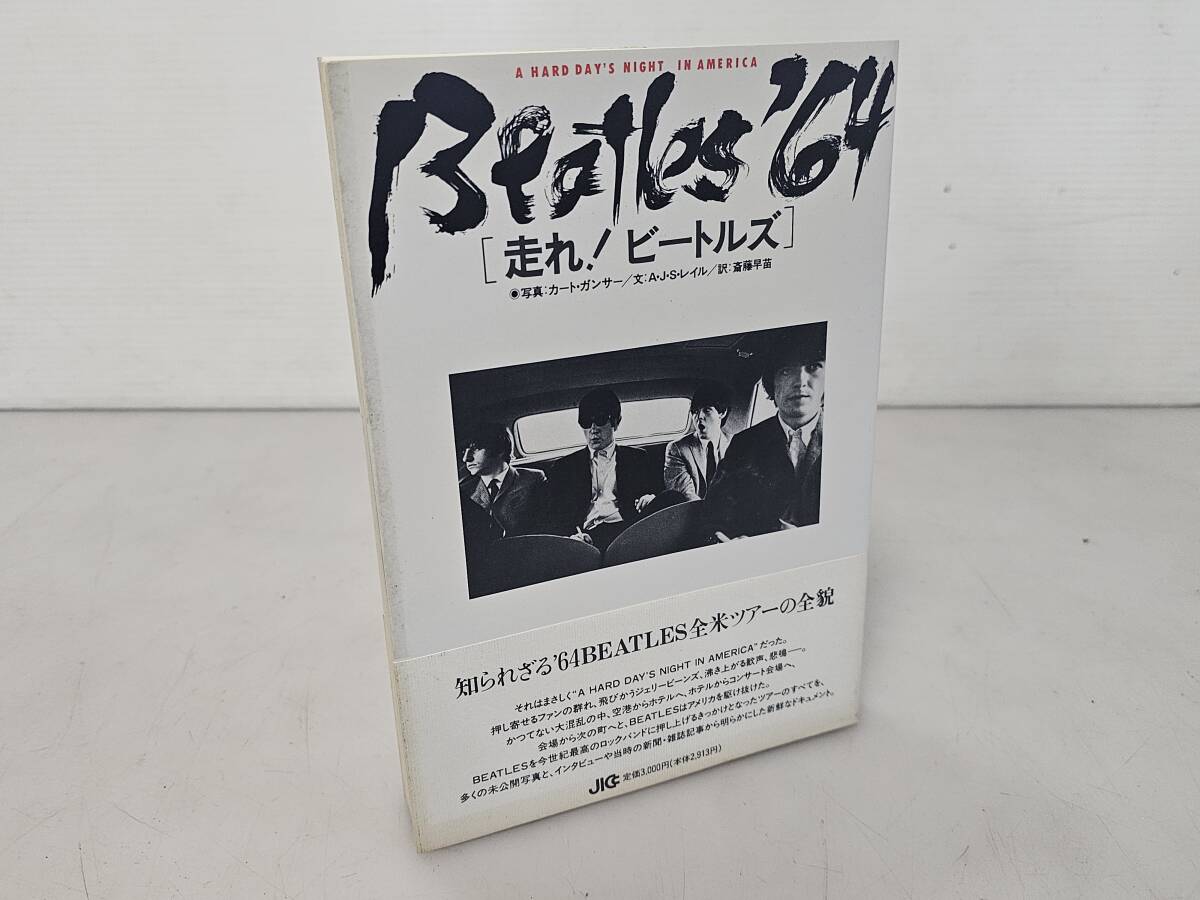 A HARD DAY'S NIGHT IN AMERICA
Beatles '64
[走れ!ビートルズ]
◉写真:カート・ガンサー/文:A・J・S・レイル/訳:斎藤早苗
知られざる'64BEATLES全米ツアーの全貌
それはまさしく“A HARD DAY'S NIGHT IN AMERICA”だった。
押し寄せるファンの群れ、飛びかうジェリービーンズ、沸き上がる歓声、悲鳴──。
かつてない大混乱の中、空港からホテルへ、ホテルからコンサート会場へ、
会場から次の町へと、BEATLESはアメリカを駆け抜けた。
BEATLESを今世紀最高のロックバンドに押し上げるきっかけとなったツアーのすべてを、
多くの未公開写真と、インタビューや当時の新聞・雑誌記事から明らかにした新鮮なドキュメント。
JICC 定価3,000円(本体2,913円)